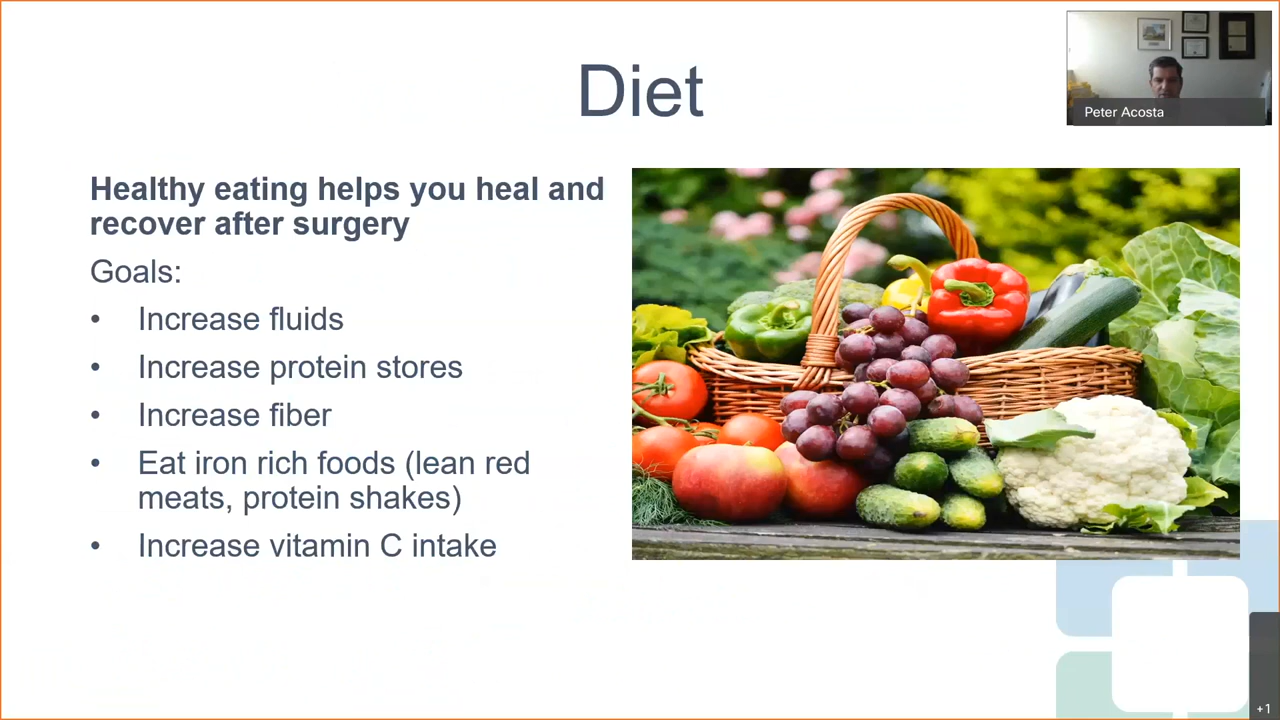 Diet
Peter Acosta
Healthy eating helps you heal and
recover after surgery
Goals:
• Increase fluids
• Increase protein stores
• Increase fiber
• Eat iron rich foods (lean red
meats, protein shakes)
• Increase vitamin C intake
+1